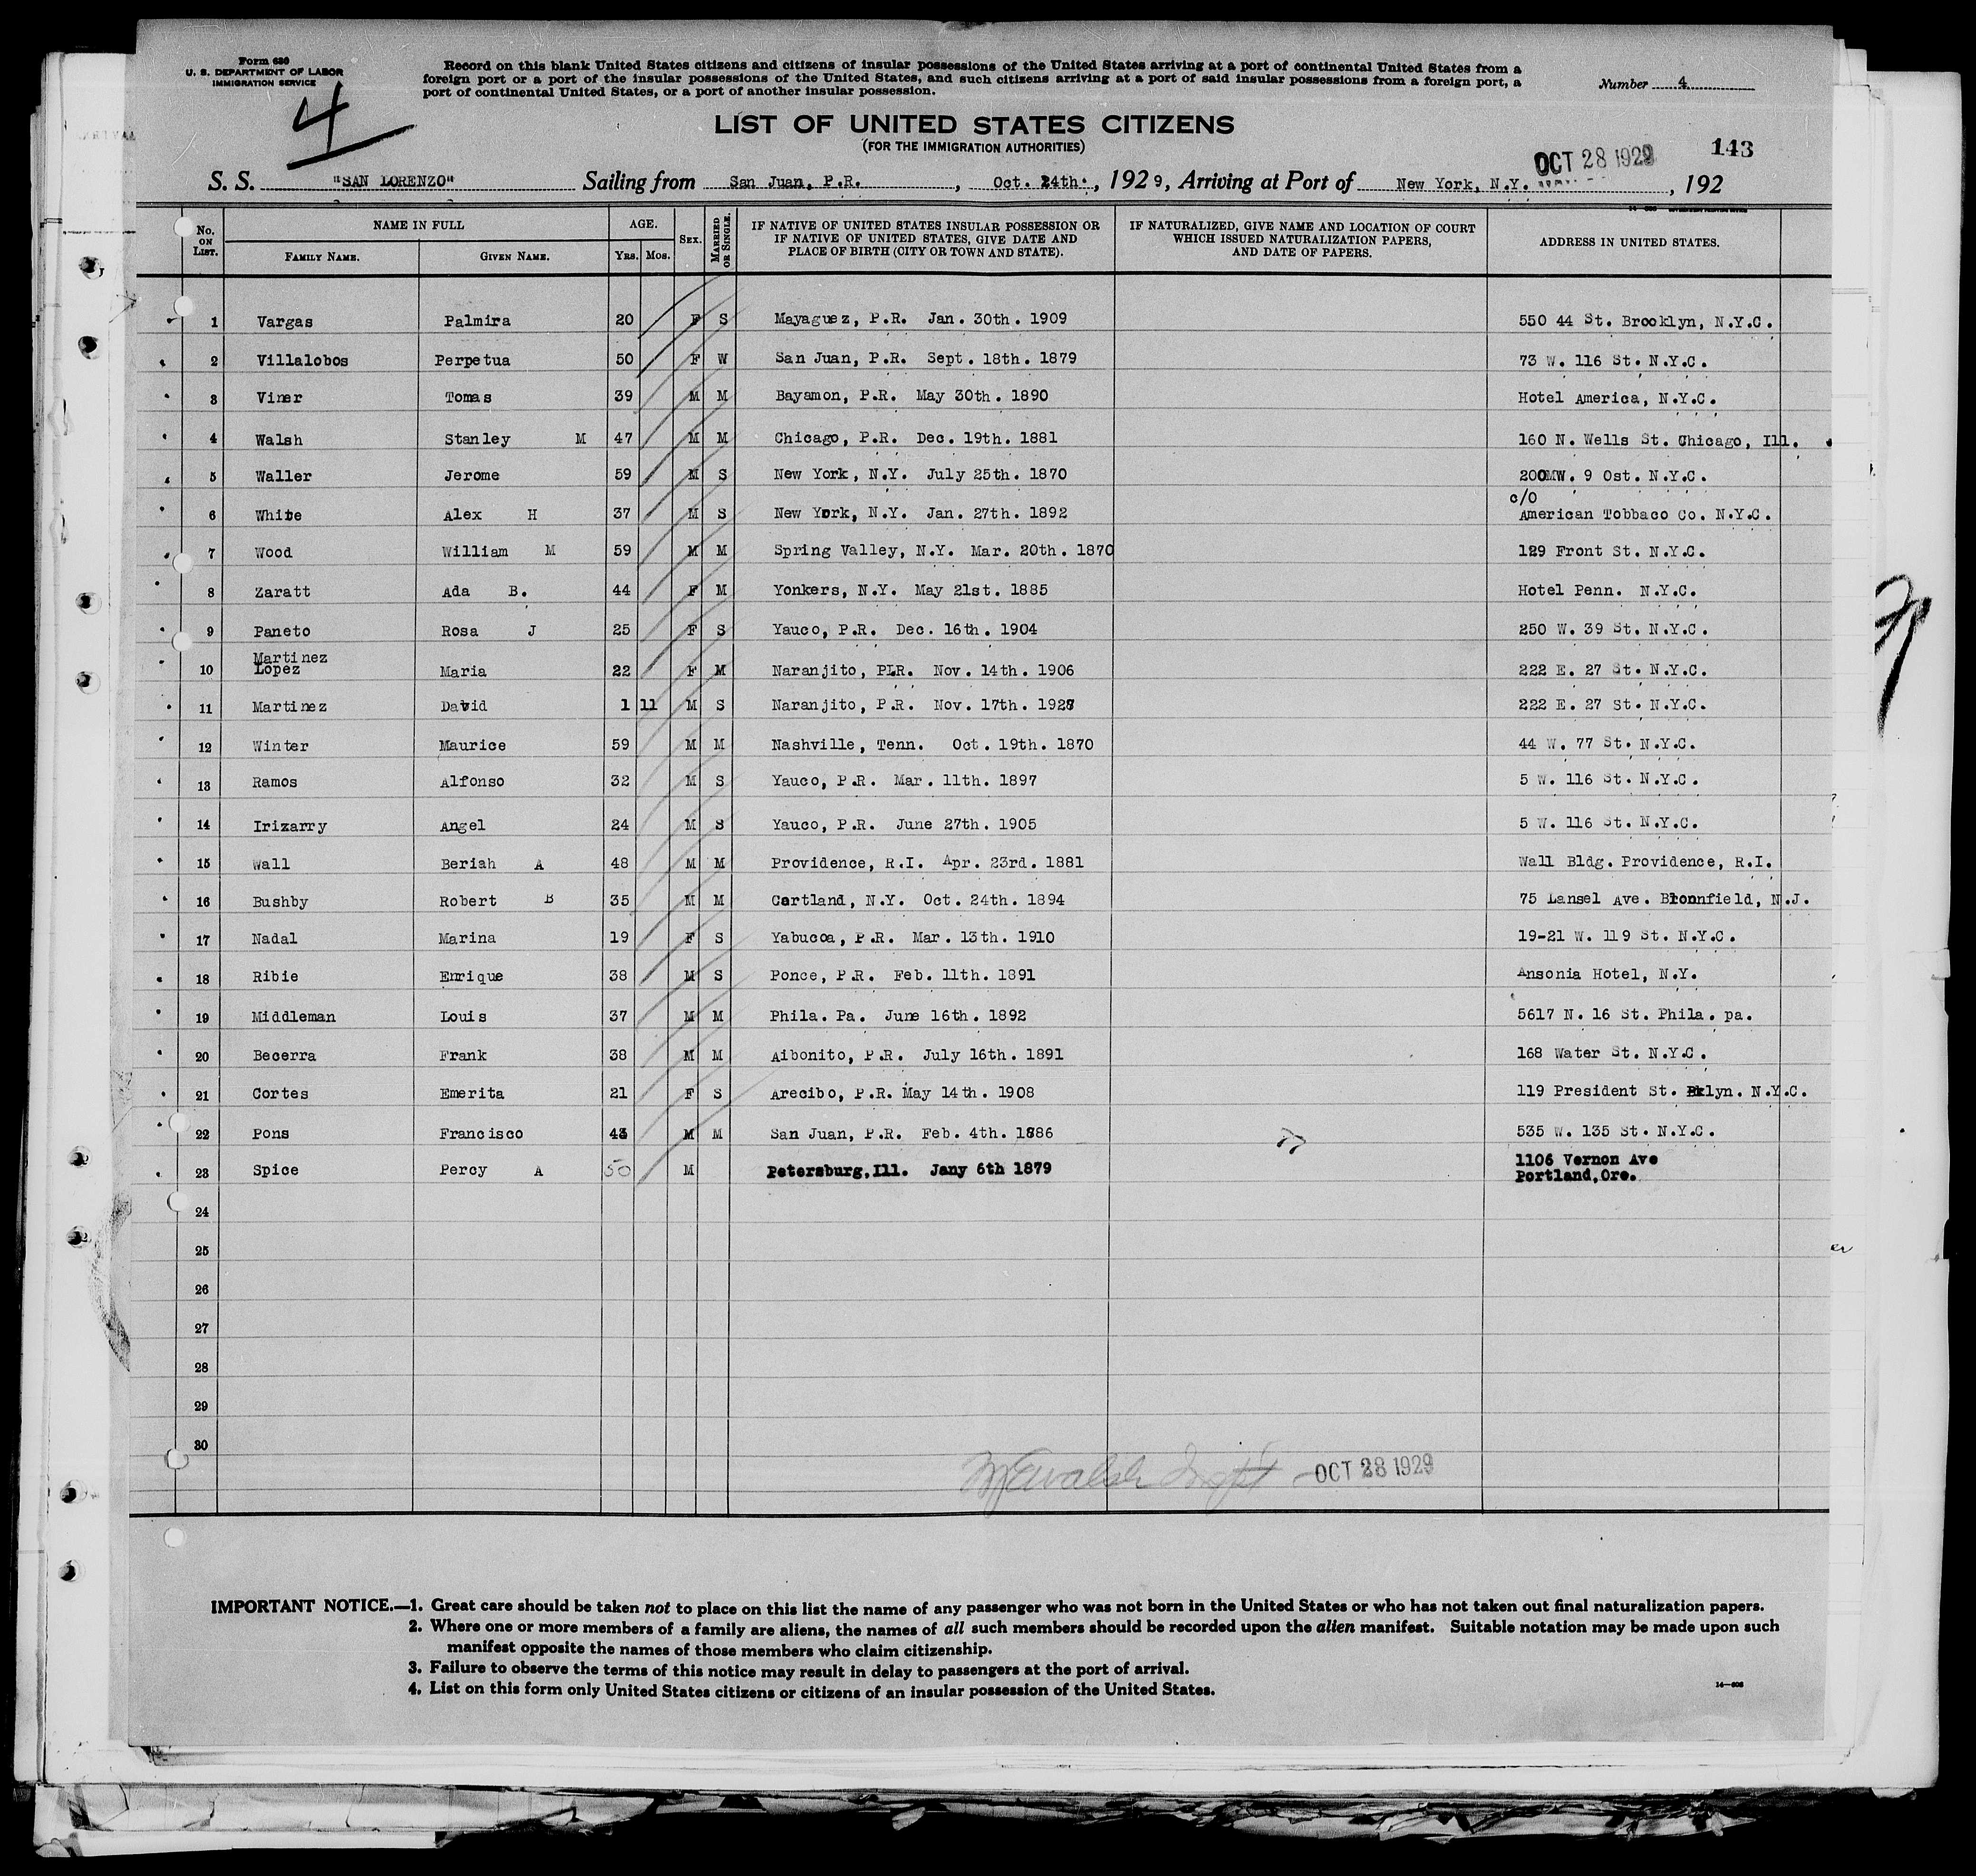 Form 630
U. S. DEPARTMENT OF LABOR
IMMIGRATION SERVICE
4
Record on this blank United States citizens and citizens of insular possessions of the United States arriving at a port of continental United States from a
foreign port or a port of the insular possessions of the United States, and such citizens arriving at a port of said insular possessions from a foreign port, a
port of continental United States, or a port of another insular possession.
Number 4
LIST OF UNITED STATES CITIZENS
(FOR THE IMMIGRATION AUTHORITIES)
OCT 28 1929 143
S. S. "SAN LORENZO" Sailing from San Juan, P.R. , Oct. 24th. , 1929, Arriving at Port of New York, N.Y. , 192
No. ON LIST. NAME IN FULL AGE. SEX. MARRIED OR SINGLE. IF NATIVE OF UNITED STATES INSULAR POSSESSION OR IF NATIVE OF UNITED STATES, GIVE DATE AND PLACE OF BIRTH (CITY OR TOWN AND STATE). IF NATURALIZED, GIVE NAME AND LOCATION OF COURT WHICH ISSUED NATURALIZATION PAPERS, AND DATE OF PAPERS. ADDRESS IN UNITED STATES.
FAMILY NAME. GIVEN NAME. Yrs. Mos.
1 Vargas Palmira 20 F S Mayaguez, P.R. Jan. 30th. 1909 550 44 St. Brooklyn, N.Y.C.
2 Villalobos Perpetua 50 F W San Juan, P.R. Sept. 18th. 1879 73 W. 116 St. N.Y.C.
3 Viner Tomas 39 M M Bayamon, P.R. May 30th. 1890 Hotel America, N.Y.C.
4 Walsh Stanley M 47 M M Chicago, P.R. Dec. 19th. 1881 160 N. Wells St. Chicago, Ill.
5 Waller Jerome 59 M S New York, N.Y. July 25th. 1870 200MW. 9 Ost. N.Y.C.
6 White Alex H 37 M S New York, N.Y. Jan. 27th. 1892 c/o American Tobbaco Co. N.Y.C.
7 Wood William M 59 M M Spring Valley, N.Y. Mar. 20th. 1870 129 Front St. N.Y.C.
8 Zaratt Ada B. 44 F M Yonkers, N.Y. May 21st. 1885 Hotel Penn. N.Y.C.
9 Paneto Rosa J 25 F S Yauco, P.R. Dec. 16th. 1904 250 W. 39 St. N.Y.C.
10 Martinez Lopez Maria 22 F M Naranjito, PIR. Nov. 14th. 1906 222 E. 27 St. N.Y.C.
11 Martinez David 1 11 M S Naranjito, P.R. Nov. 17th. 1927 222 E. 27 St. N.Y.C.
12 Winter Maurice 59 M M Nashville, Tenn. Oct. 19th. 1870 44 W. 77 St. N.Y.C.
13 Ramos Alfonso 32 M S Yauco, P.R. Mar. 11th. 1897 5 W. 116 St. N.Y.C.
14 Irizarry Angel 24 M S Yauco, P.R. June 27th. 1905 5 W. 116 St. N.Y.C.
15 Wall Beriah A 48 M M Providence, R.I. Apr. 23rd. 1881 Wall Bldg. Providence, R.I.
16 Bushby Robert B 35 M M Cortland, N.Y. Oct. 24th. 1894 75 Lansel Ave. Bloonfield, N.J.
17 Nadal Marina 19 F S Yabucoa, P.R. Mar. 13th. 1910 19-21 W. 119 St. N.Y.C.
18 Ribie Enrique 38 M S Ponce, P.R. Feb. 11th. 1891 Ansonia Hotel, N.Y.
19 Middleman Louis 37 M M Phila. Pa. June 16th. 1892 5617 N. 16 St. Phila. pa.
20 Becerra Frank 38 M M Aibonito, P.R. July 16th. 1891 168 Water St. N.Y.C.
21 Cortes Emerita 21 F S Arecibo, P.R. May 14th. 1908 119 President St. Bklyn. N.Y.C.
22 Pons Francisco 43 M M San Juan, P.R. Feb. 4th. 1886 535 W. 135 St. N.Y.C.
23 Spice Percy A 50 M Petersburg,Ill. Jany 6th 1879 1106 Vernon Ave
Portland,Ore.
24
25
26
27
28
29
30
OCT 28 1929
IMPORTANT NOTICE.—1. Great care should be taken not to place on this list the name of any passenger who was not born in the United States or who has not taken out final naturalization papers.
2. Where one or more members of a family are aliens, the names of all such members should be recorded upon the alien manifest. Suitable notation may be made upon such
manifest opposite the names of those members who claim citizenship.
3. Failure to observe the terms of this notice may result in delay to passengers at the port of arrival.
4. List on this form only United States citizens or citizens of an insular possession of the United States.